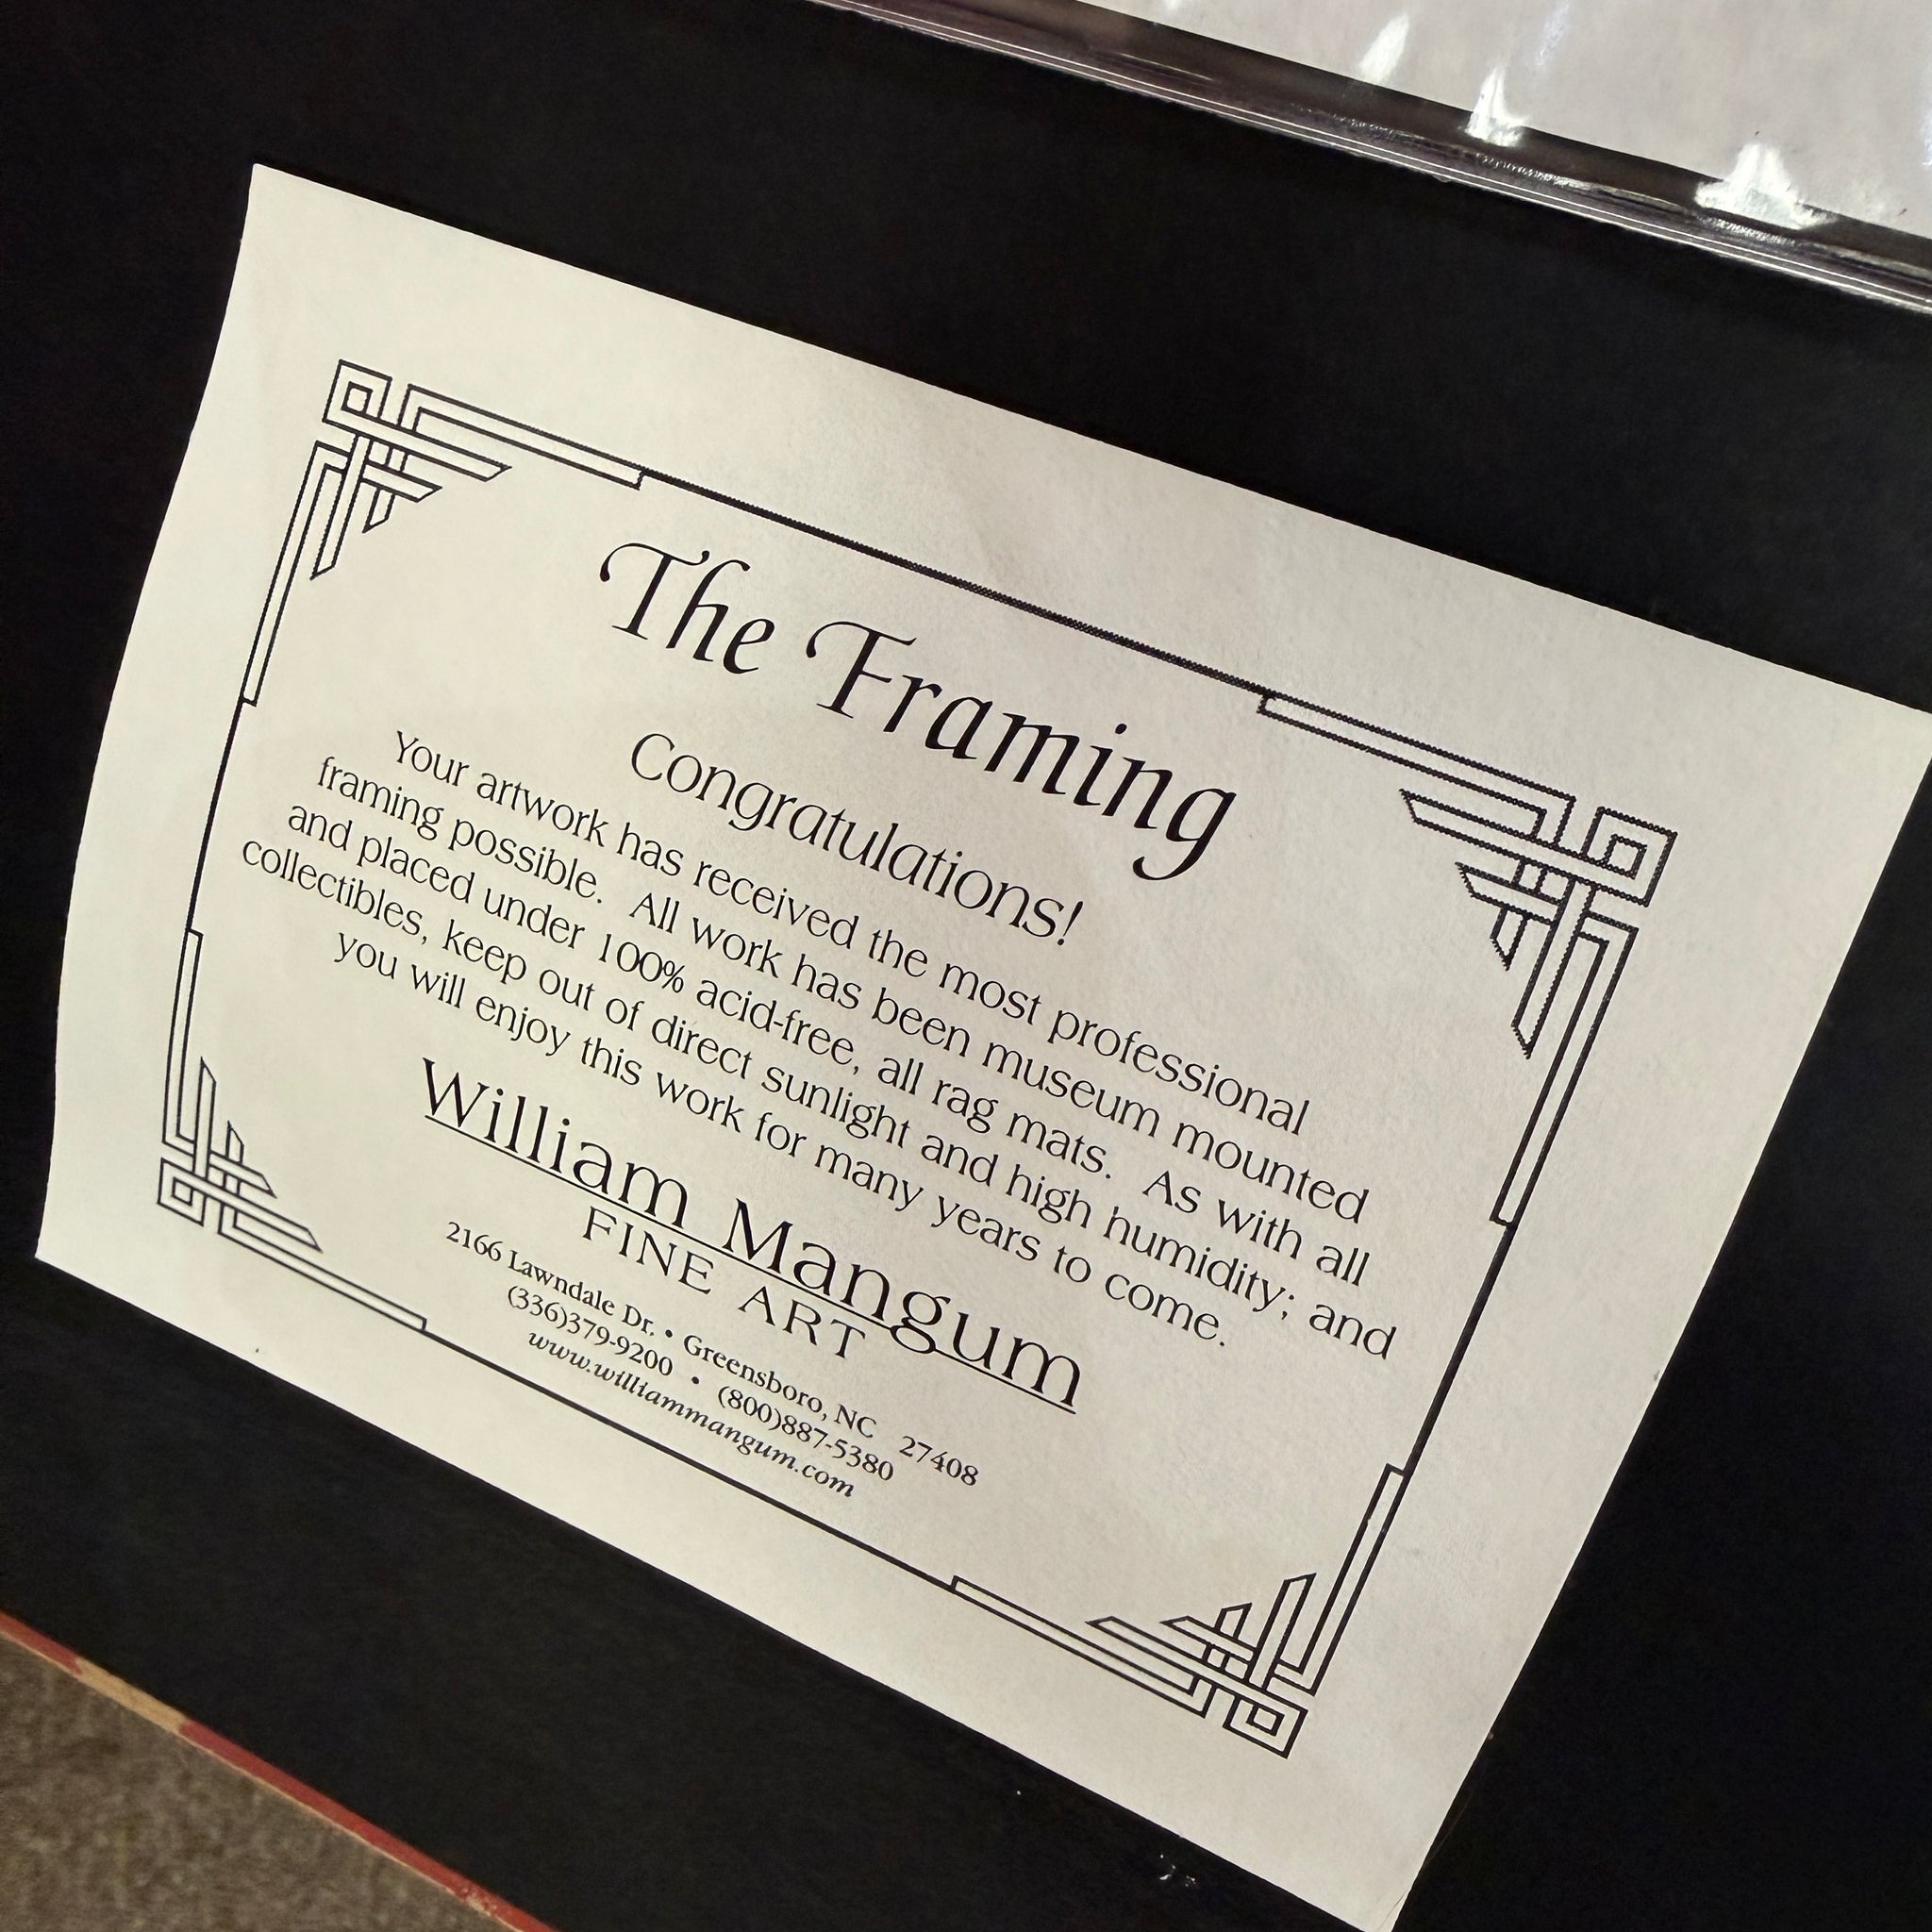 The Framing
Congratulations!
Your artwork has received the most professional
framing possible.  All work has been museum mounted
and placed under 100% acid-free, all rag mats.  As with all
collectibles, keep out of direct sunlight and high humidity; and
you will enjoy this work for many years to come.
William Mangum
FINE ART
2166 Lawndale Dr. • Greensboro, NC  27408
(336)379-9200 • (800)887-5380
www.williammangum.com